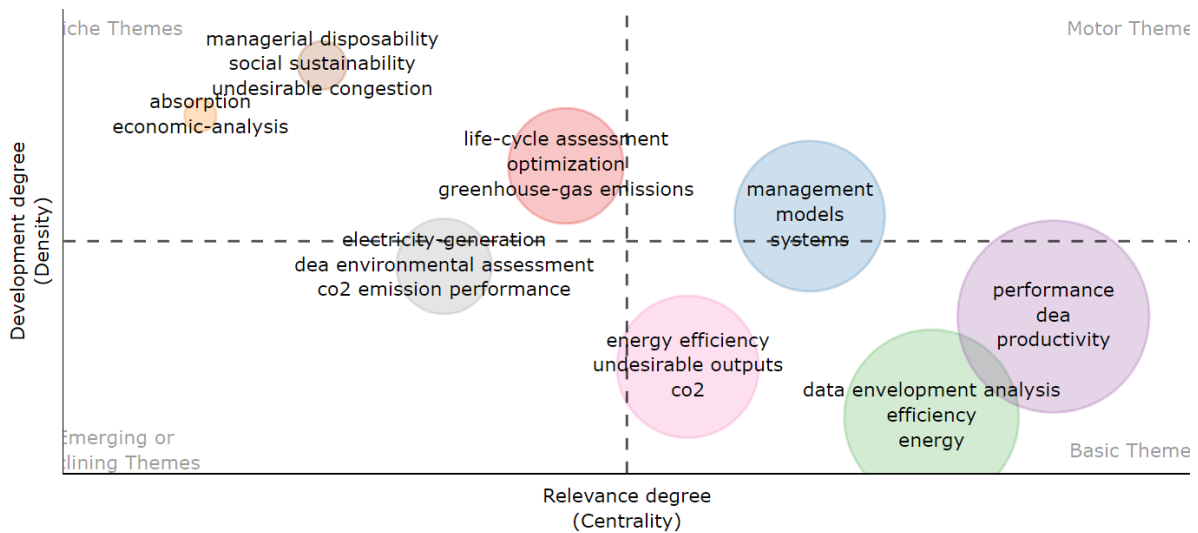 iche Themes
Motor Theme
managerial disposability
social sustainability
undesirable congestion
absorption
economic-analysis
life-cycle assessment
optimization
greenhouse-gas emissions
management
models
systems
electricity-generation
dea environmental assessment
co2 emission performance
performance
dea
productivity
energy efficiency
undesirable outputs
co2
data envelopment analysis
efficiency
energy
Emerging or
clining Themes
Basic Theme
Development degree
(Density)
Relevance degree
(Centrality)